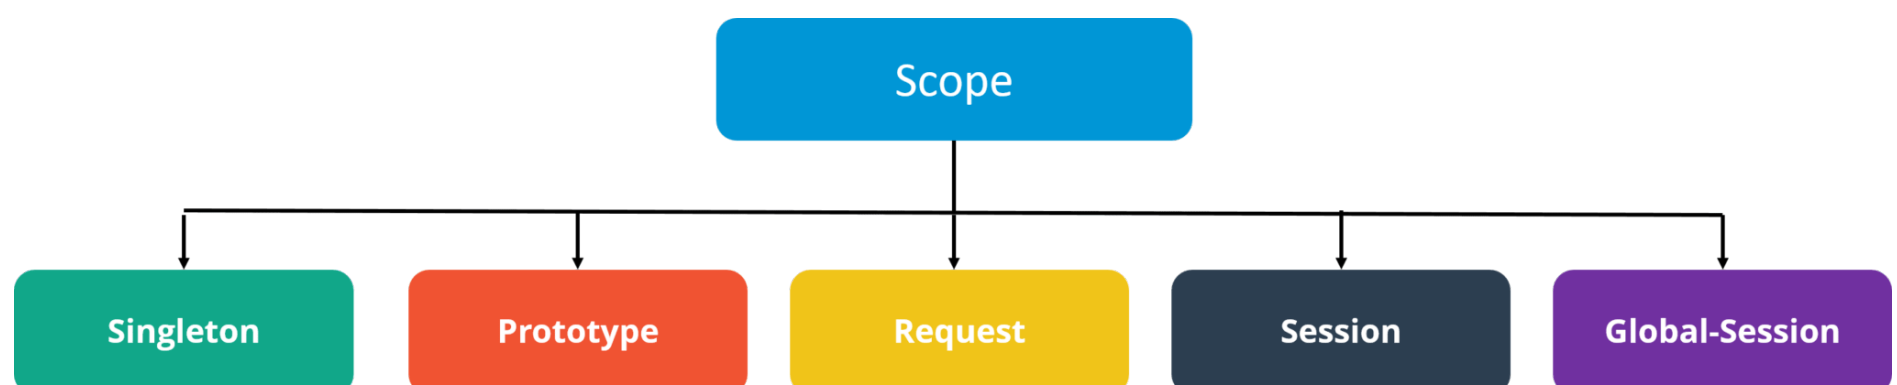 Scope
Singleton
Prototype
Request
Session
Global-Session